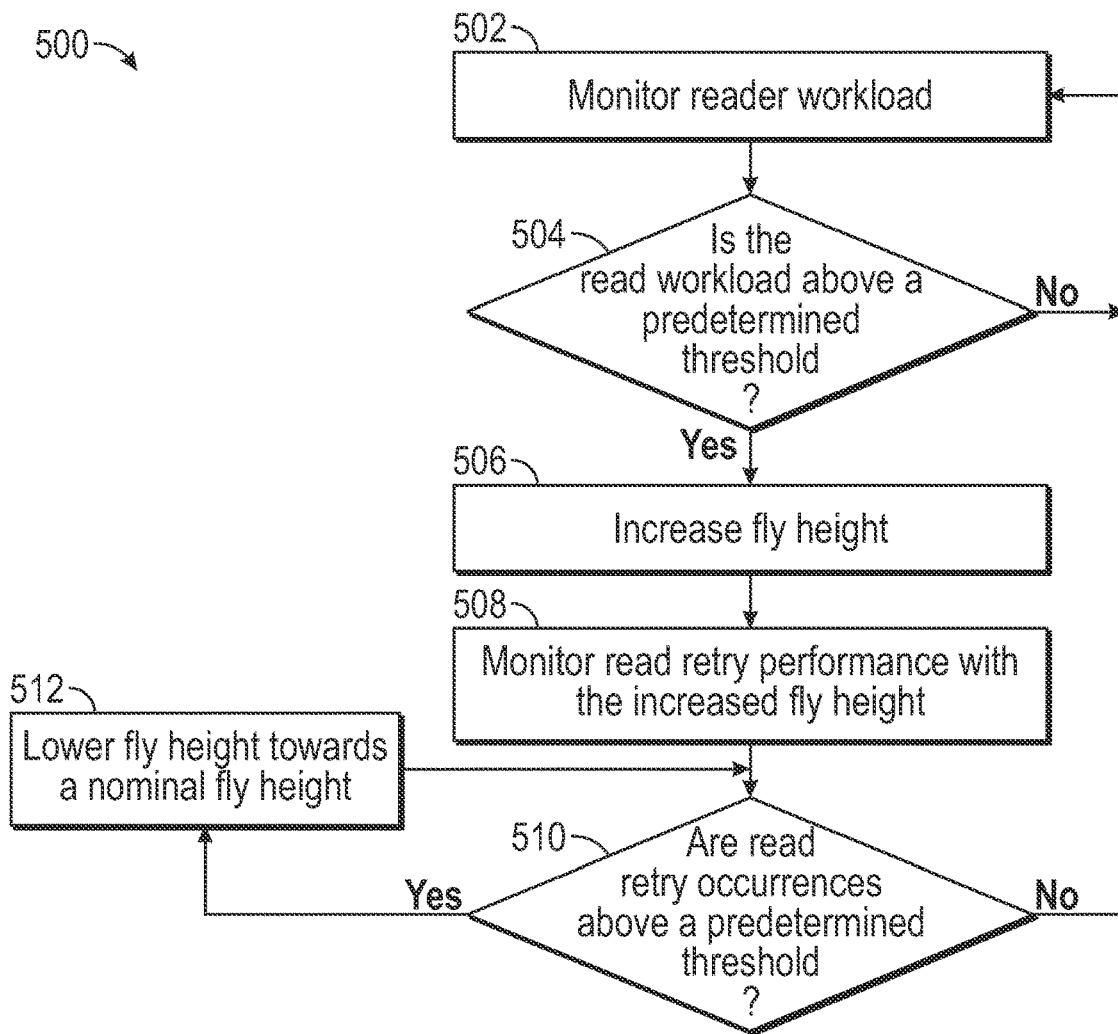 500
502
Monitor reader workload
504
Is the
read workload above a
predetermined
threshold
?
No
Yes
506
Increase fly height
508
Monitor read retry performance with
the increased fly height
512
Lower fly height towards
a nominal fly height
510
Are read
retry occurrences
above a predetermined
threshold
?
Yes
No